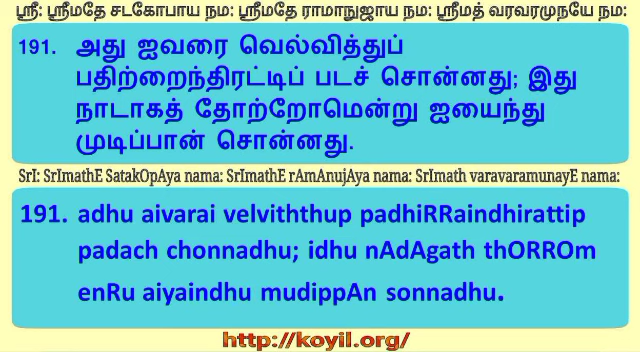 ஸ்ரீ: ஸ்ரீமதே சடகோபாய நம: ஸ்ரீமதே ராமாநுஜாய நம: ஸ்ரீமத் வரவரமுநயே நம:
191. அது ஐவரை வெல்வித்துப்
பதிற்றைந்திரட்டிப் படச் சொன்னது; இது
நாடாகத் தோற்றோமென்று ஐயைந்து
முடிப்பான் சொன்னது.
SrI: SrImathE SatakOpAya nama: SrImathE rAmAnujAya nama: SrImath varavaramunayE nama:
191. adhu aivarai velviththup padhiRRaindhirattip
padach chonnadhu; idhu nAdAgath thORROm
enRu aiyaindhu mudippAn sonnadhu.
http://koyil.org/